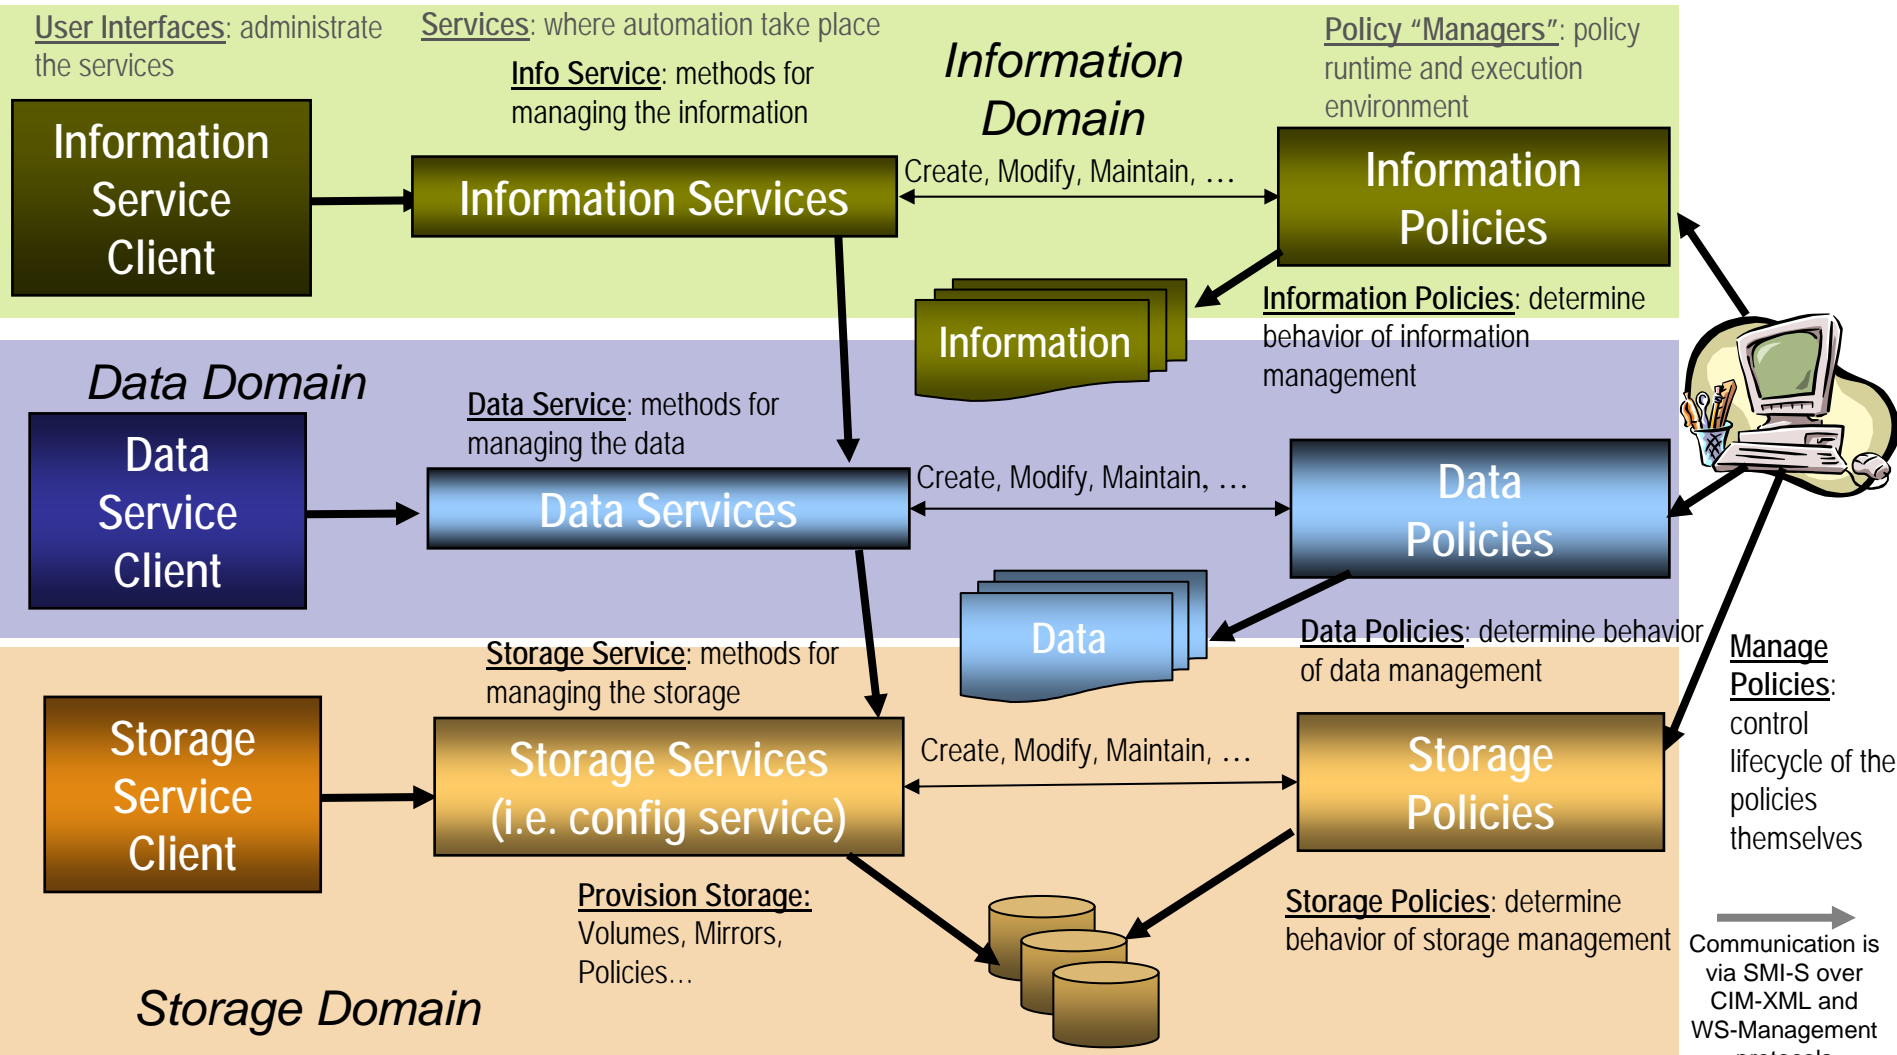 User Interfaces: administrate
the services
Services: where automation take place
Info Service: methods for
managing the information
Information
Domain
Policy “Managers”: policy
runtime and execution
environment
Information
Service
Client
Information Services
Create, Modify, Maintain, …
Information
Policies
Information
Information Policies: determine
behavior of information
management
Data Domain
Data Service: methods for
managing the data
Data
Service
Client
Data Services
Create, Modify, Maintain, …
Data
Policies
Data
Data Policies: determine behavior
of data management
Storage Service: methods for
managing the storage
Manage
Policies:
control
lifecycle of the
policies
themselves
Storage
Service
Client
Storage Services
(i.e. config service)
Create, Modify, Maintain, …
Storage
Policies
Provision Storage:
Volumes, Mirrors,
Policies…
Storage Policies: determine
behavior of storage management
Storage Domain
Communication is
via SMI-S over
CIM-XML and
WS-Management